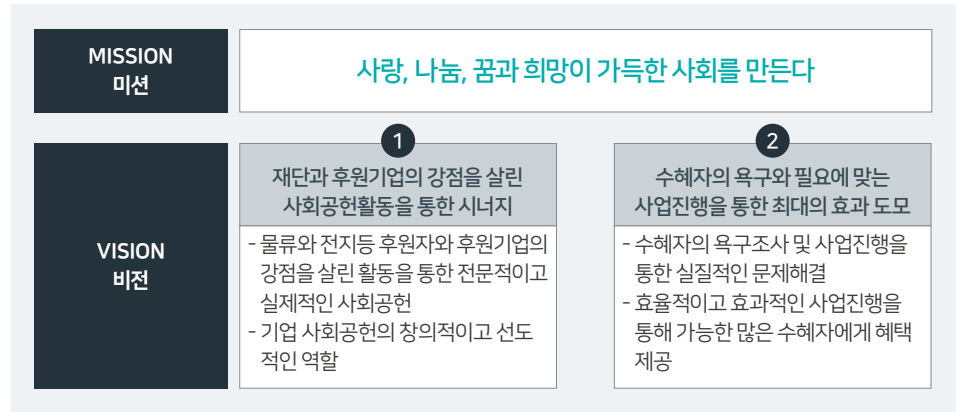 MISSION
미션
사랑, 나눔, 꿈과 희망이 가득한 사회를 만든다
VISION
비전
1
재단과 후원기업의 강점을 살린
사회공헌활동을 통한 시너지
- 물류와 전지등 후원자와 후원기업의
강점을 살린 활동을 통한 전문적이고
실제적인 사회공헌
- 기업 사회공헌의 창의적이고 선도
적인 역할
2
수혜자의 욕구와 필요에 맞는
사업진행을 통한 최대의 효과 도모
- 수혜자의 욕구조사 및 사업진행을
통한 실질적인 문제해결
- 효율적이고 효과적인 사업진행을
통해 가능한 많은 수혜자에게 혜택
제공